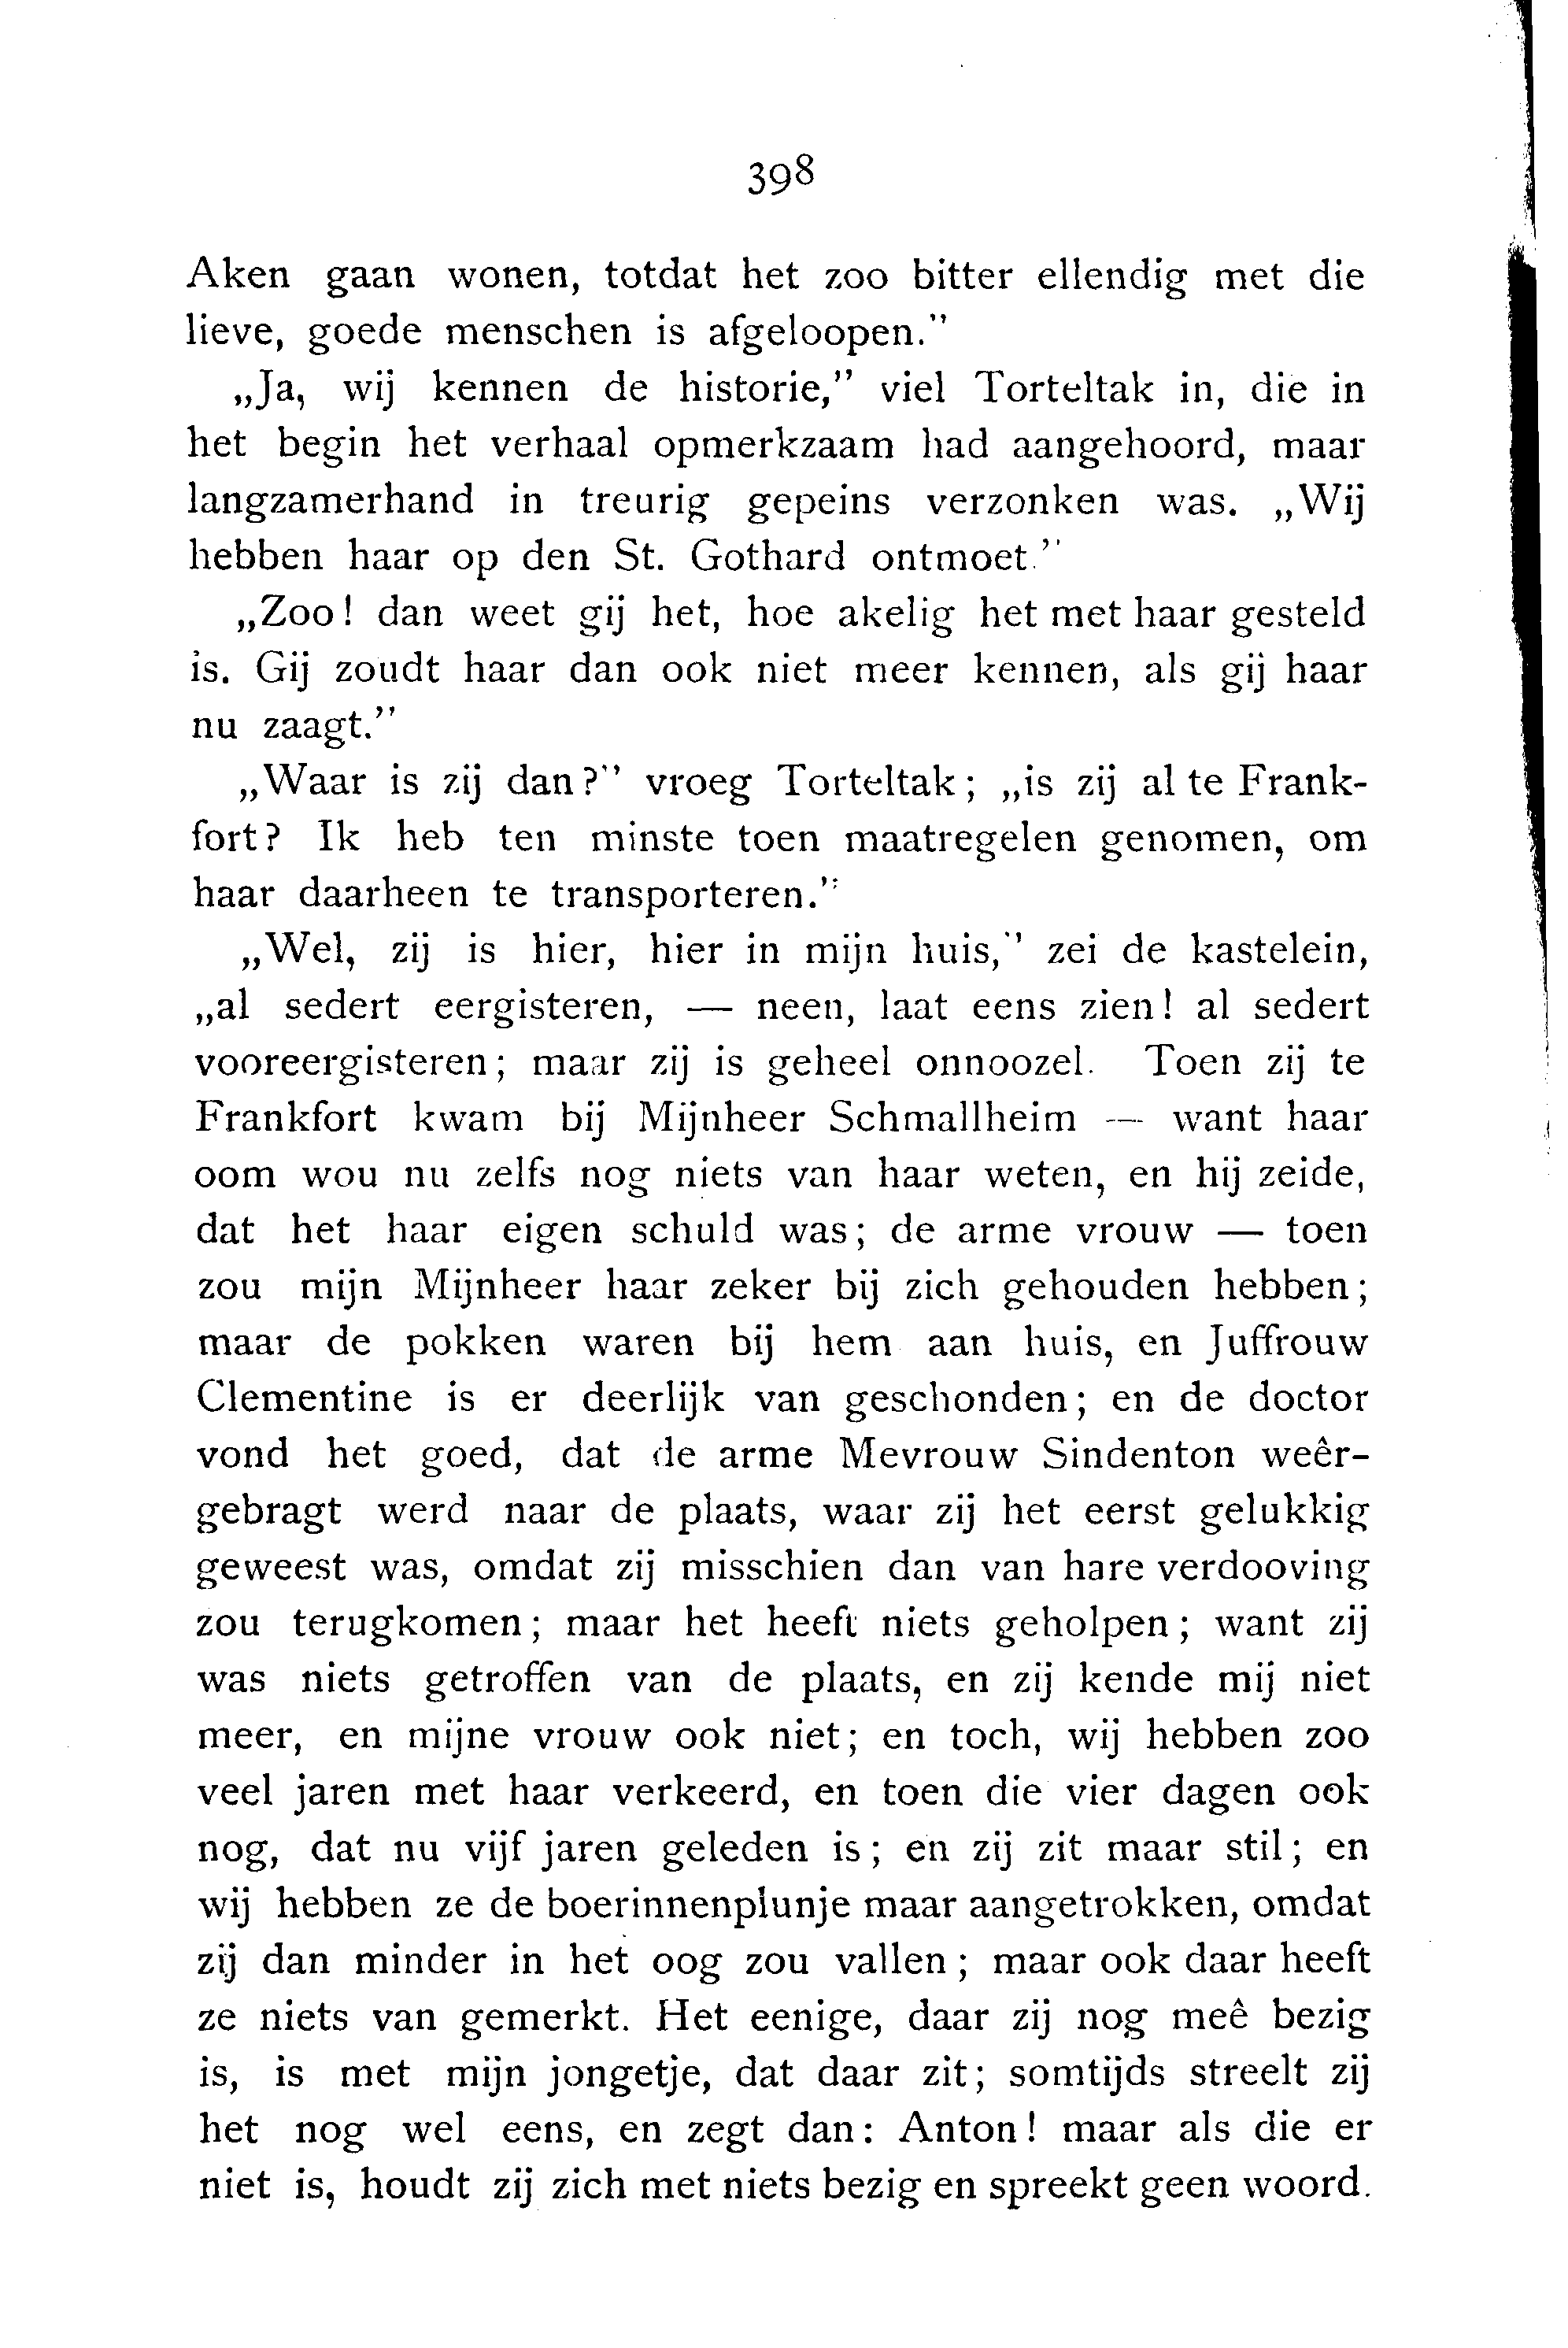 398
Aken gaan wonen, totdat het zoo bitter ellendig met die
lieve, goede menschen is afgeloopen.”
„Ja, wij kennen de historie,” viel Torteltak in, die in
het begin het verhaal opmerkzaam had aangehoord, maar
langzamerhand in treurig gepeins verzonken was. „Wij
hebben haar op den St. Gothard ontmoet.”
„Zoo! dan weet gij het, hoe akelig het met haar gesteld
is. Gij zoudt haar dan ook niet meer kennen, als gij haar
nu zaagt.”
„Waar is zij dan?” vroeg Torteltak; „is zij al te Frank-
fort? Ik heb ten minste toen maatregelen genomen, om
haar daarheen te transporteren.”
„Wel, zij is hier, hier in mijn huis,” zei de kastelein,
„al sedert eergisteren, — neen, laat eens zien! al sedert
vooreergisteren; maar zij is geheel onnoozel. Toen zij te
Frankfort kwam bij Mijnheer Schmallheim — want haar
oom wou nu zelfs nog niets van haar weten, en hij zeide,
dat het haar eigen schuld was; de arme vrouw — toen
zou mijn Mijnheer haar zeker bij zich gehouden hebben;
maar de pokken waren bij hem aan huis, en Juffrouw
Clementine is er deerlijk van geschonden; en de doctor
vond het goed, dat de arme Mevrouw Sindenton weêr-
gebragt werd naar de plaats, waar zij het eerst gelukkig
geweest was, omdat zij misschien dan van hare verdooving
zou terugkomen; maar het heeft niets geholpen; want zij
was niets getroffen van de plaats, en zij kende mij niet
meer, en mijne vrouw ook niet; en toch, wij hebben zoo
veel jaren met haar verkeerd, en toen die vier dagen ook
nog, dat nu vijf jaren geleden is; en zij zit maar stil; en
wij hebben ze de boerinnenplunje maar aangetrokken, omdat
zij dan minder in het oog zou vallen; maar ook daar heeft
ze niets van gemerkt. Het eenige, daar zij nog meê bezig
is, is met mijn jongetje, dat daar zit; somtijds streelt zij
het nog wel eens, en zegt dan: Anton! maar als die er
niet is, houdt zij zich met niets bezig en spreekt geen woord.